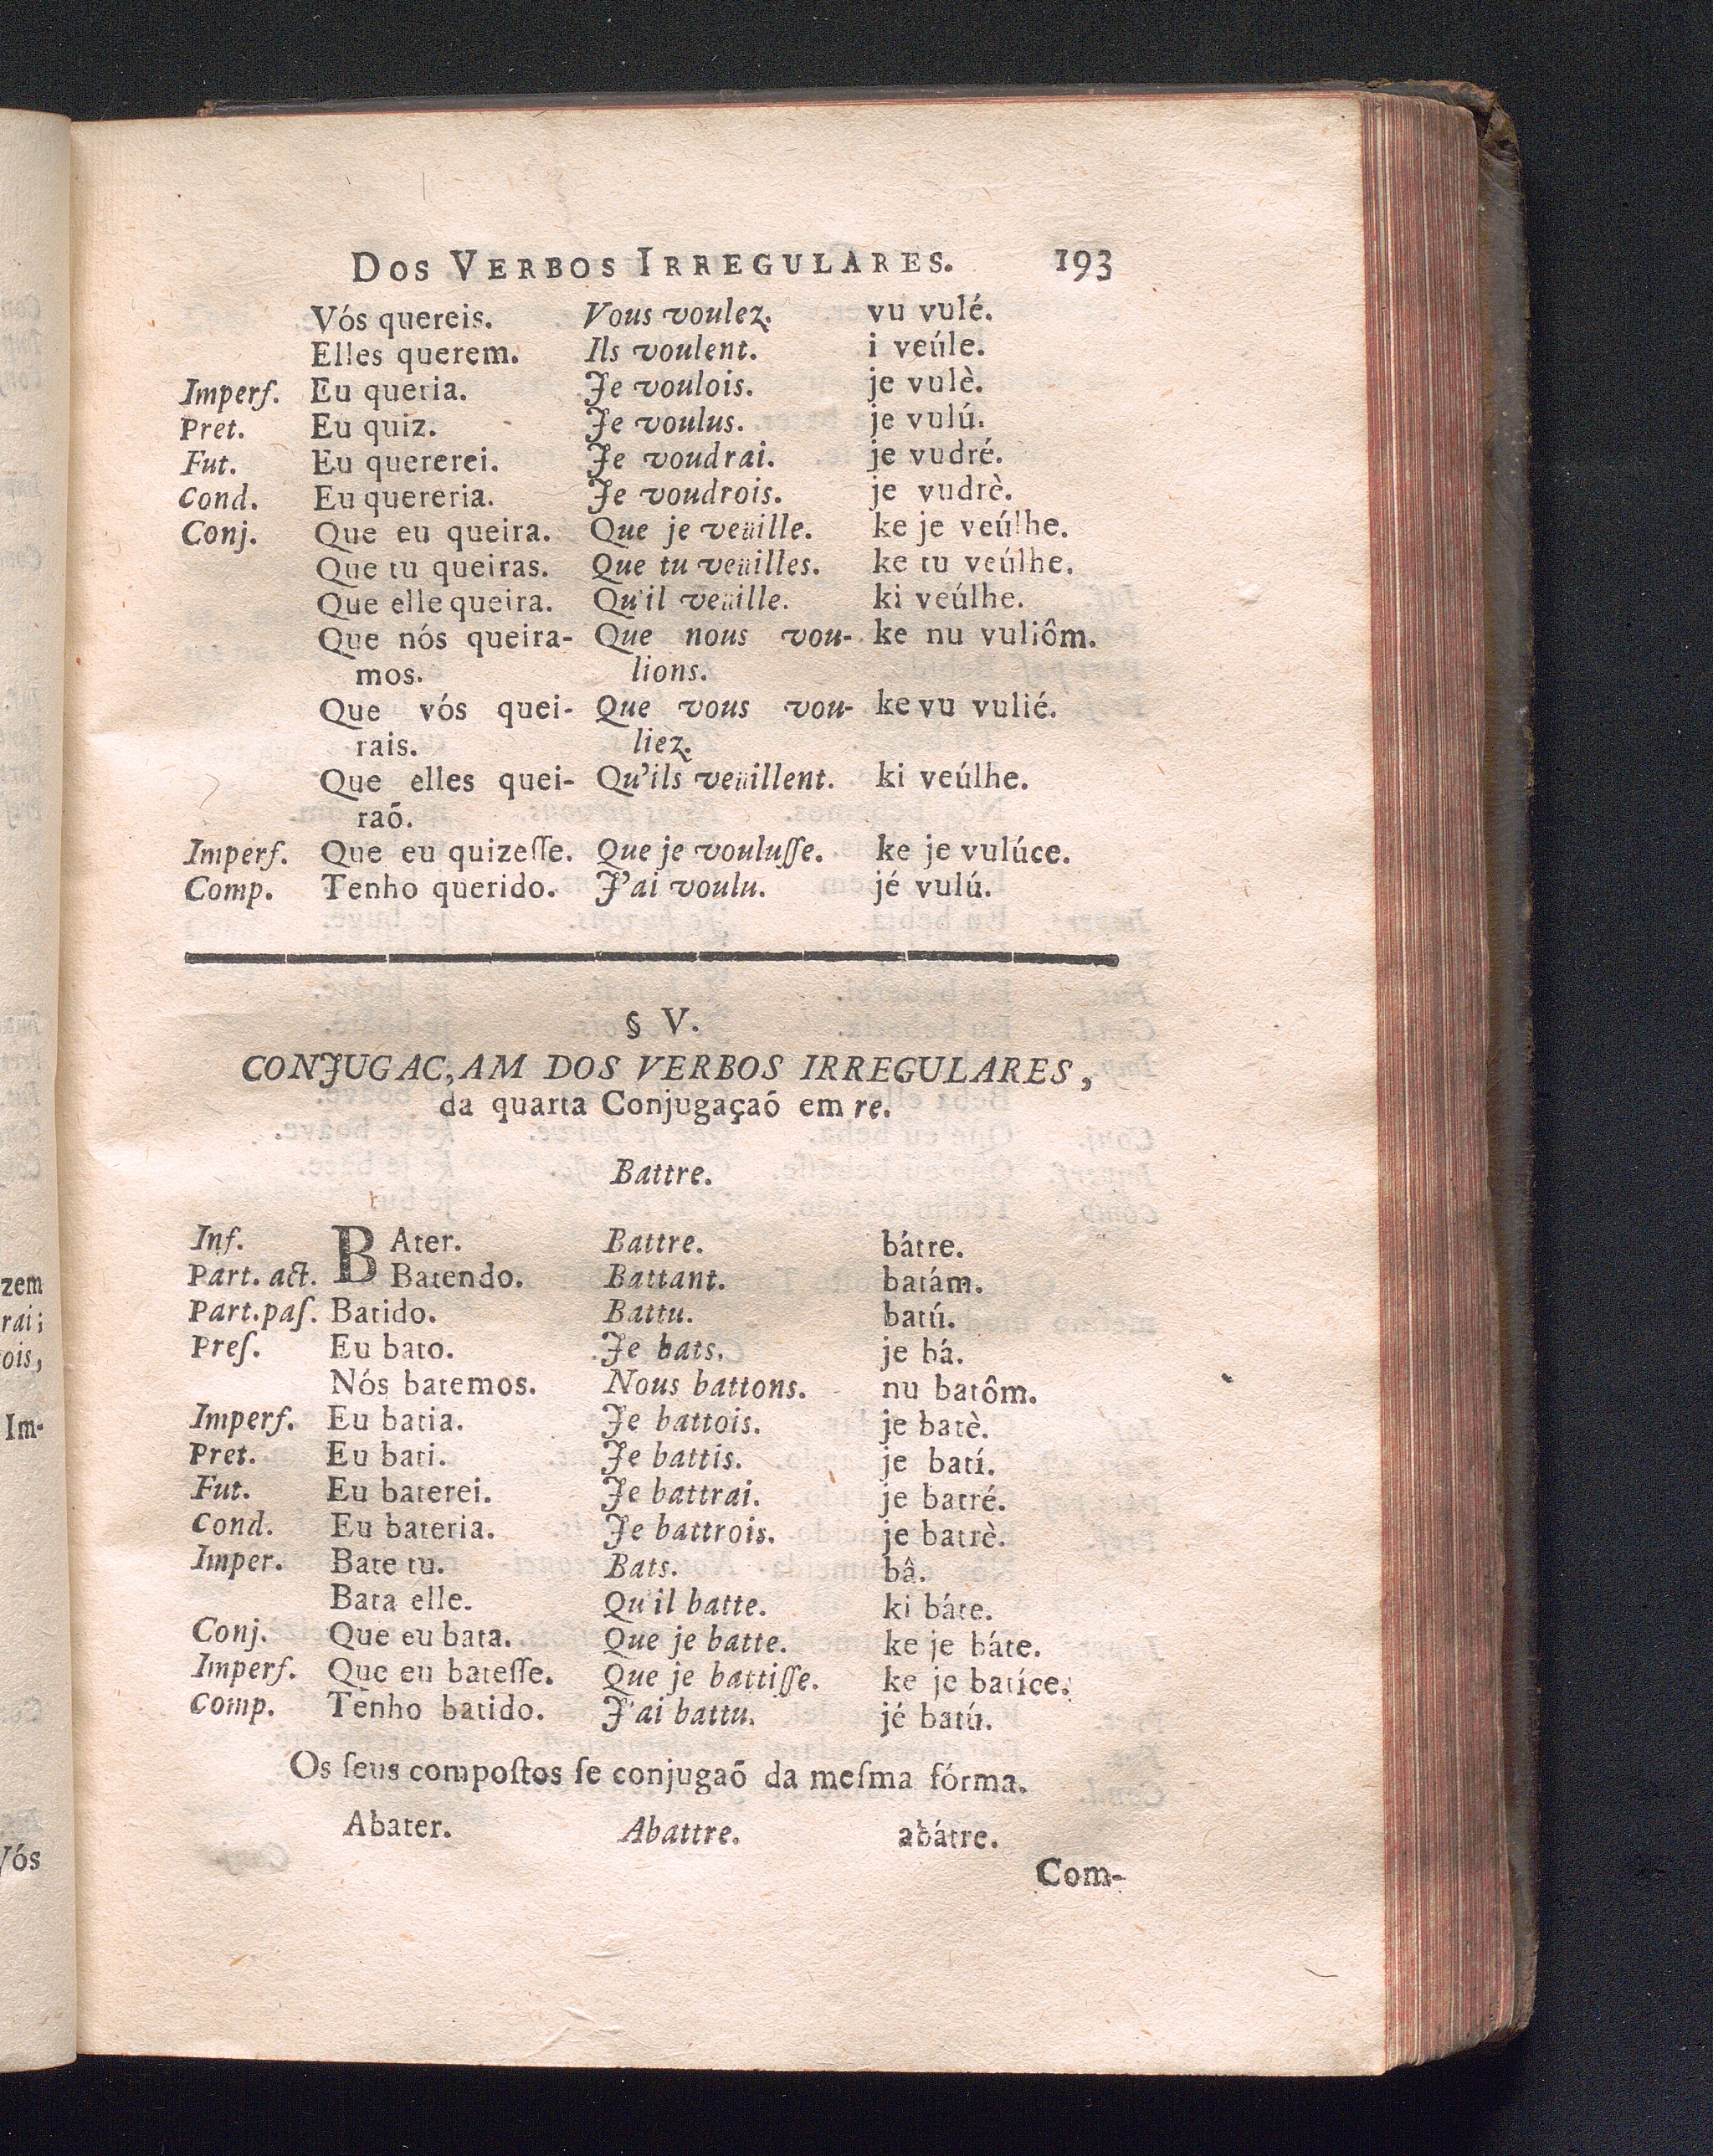 DOS VERBOS IRREGULARES. 193
Vós quereis. Vous voulez. vu vulé.
Elles querem. Ils voulent. i veúle.
Imperf. Eu queria. Je voulois. je vulè.
Pret. Eu quiz. Je voulus. je vulú.
Fut. Eu quererei. Je voudrai. je vudré.
Cond. Eu quereria. Je voudrois. je vudrè.
Conj. Que eu queira. Que je veüille. ke je veúlhe.
Que tu queiras. Que tu veüilles. ke tu veúlhe.
Que elle queira. Qu'il veüille. ki veúlhe.
Que nós queira- Que nous vou- ke nu vuliôm.
mos. lions.
Que vós quei- Que vous vou- ke vu vulié.
rais. liez.
Que elles quei- Qu'ils veüillent. ki veúlhe.
raõ.
Imperf. Que eu quizeſſe. Que je vouluſſe. ke je vulúce.
Comp. Tenho querido. J'ai voulu. jé vulú.
§ V.
CONJUGAC,AM DOS VERBOS IRREGULARES,
da quarta Conjugaçaõ em re.
Battre.
Inf. BAter. Battre. bátre.
Part. act. Batendo. Battant. batám.
Part. paſ. Batido. Battu. batú.
Preſ. Eu bato. Je bats. je bá.
Nós batemos. Nous battons. nu batôm.
Imperf. Eu batia. Je battois. je batè.
Pret. Eu bati. Je battis. je batí.
Fut. Eu baterei. Je battrai. je batré.
Cond. Eu bateria. Je battrois. je batrè.
Imper. Bate tu. Bats. bâ.
Bata elle. Qu'il batte. ki báte.
Conj. Que eu bata. Que je batte. ke je báte.
Imperf. Que eu bateſſe. Que je battiſſe. ke je batíce.
Comp. Tenho batido. J'ai battu. jé batú.
Os ſeus compoſtos ſe conjugaõ da meſma fórma.
Abater. Abattre. abátre.
Com-
zem
rai;
ois,
Im-
Vós